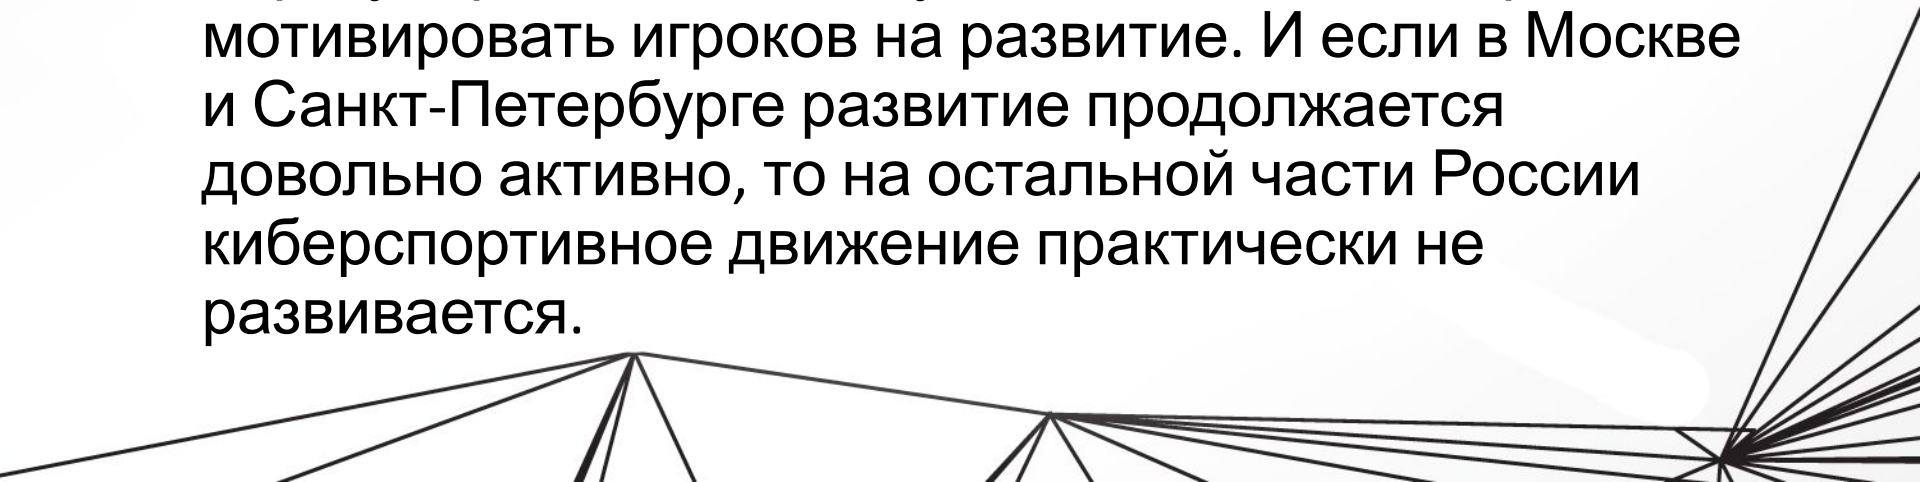 мотивировать игроков на развитие. И если в Москве
и Санкт-Петербурге развитие продолжается
довольно активно, то на остальной части России
киберспортивное движение практически не
развивается.